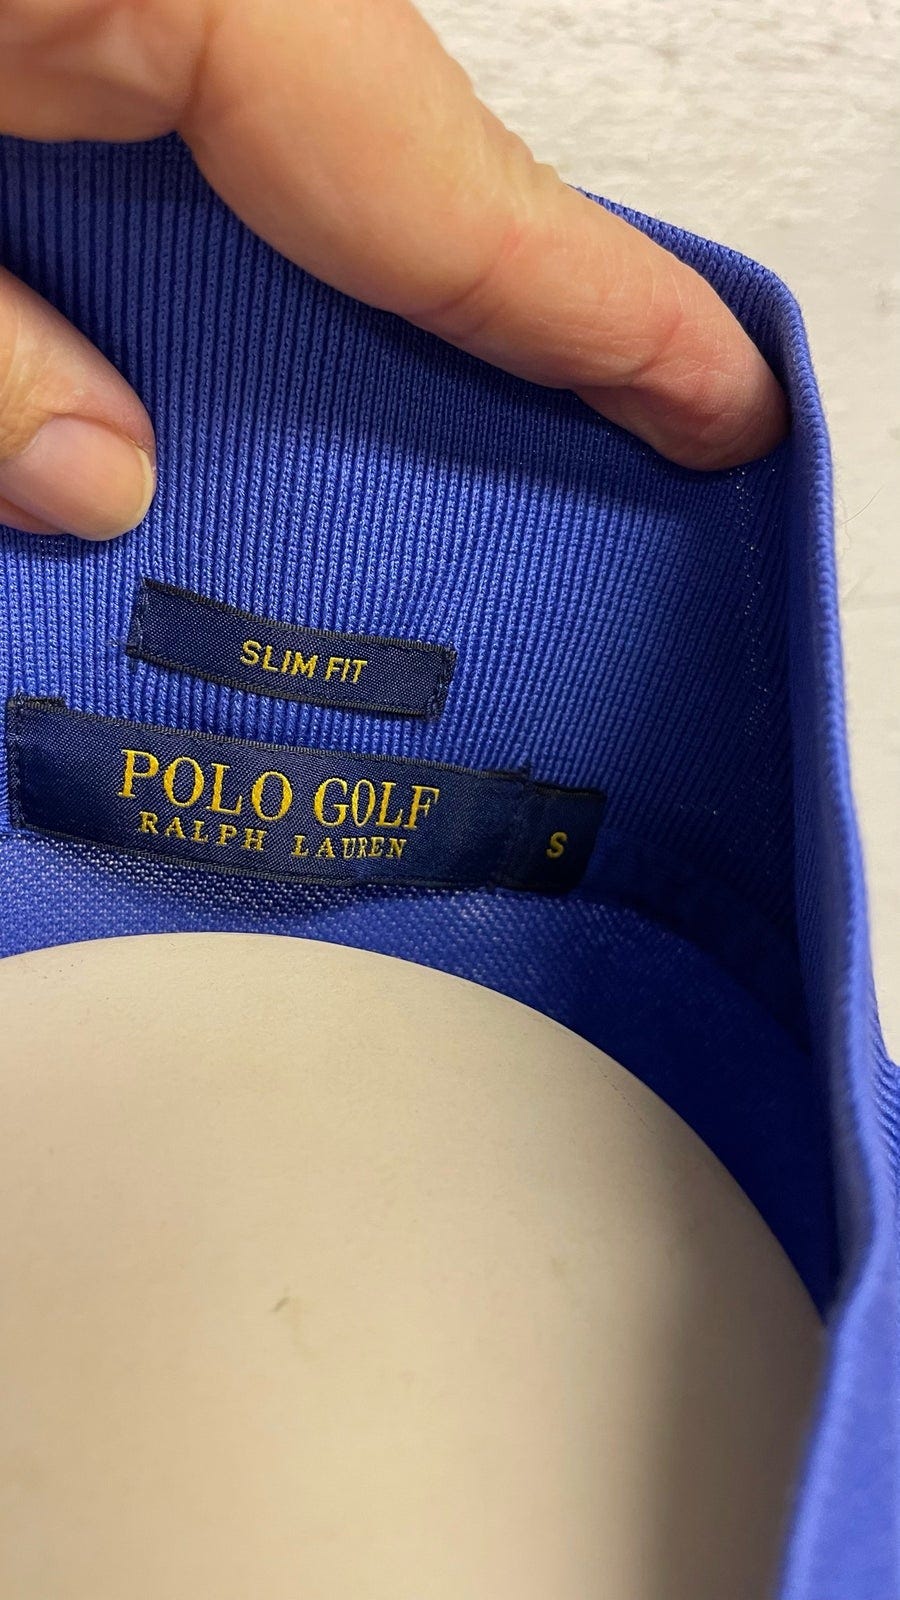 SLIM FIT
POLO GOLF
RALPH LAUREN
S